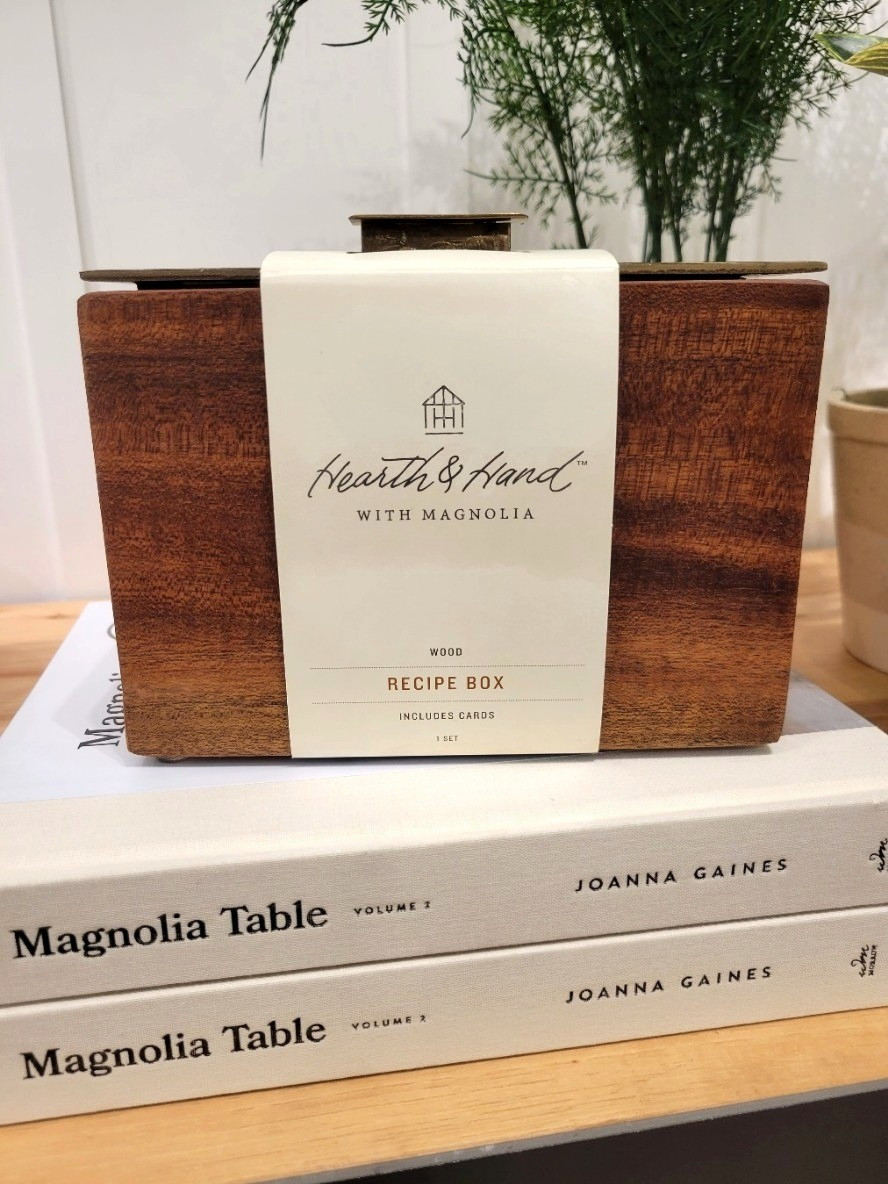 Hearth & Hand™
WITH MAGNOLIA
WOOD
RECIPE BOX
INCLUDES CARDS
1 SET
Magnolia Table VOLUME 2 JOANNA GAINES
Magnolia Table VOLUME 2 JOANNA GAINES
MORROW